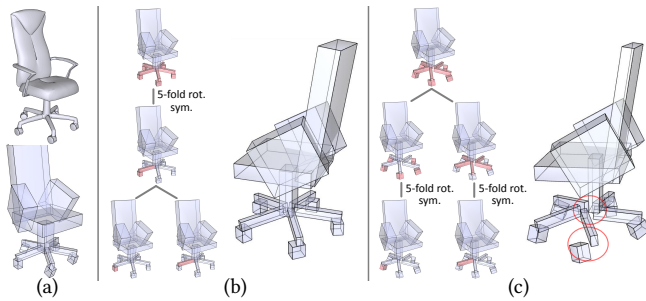 5-fold rot.
sym.
5-fold rot.
sym.
5-fold rot.
sym.
(a)
(b)
(c)